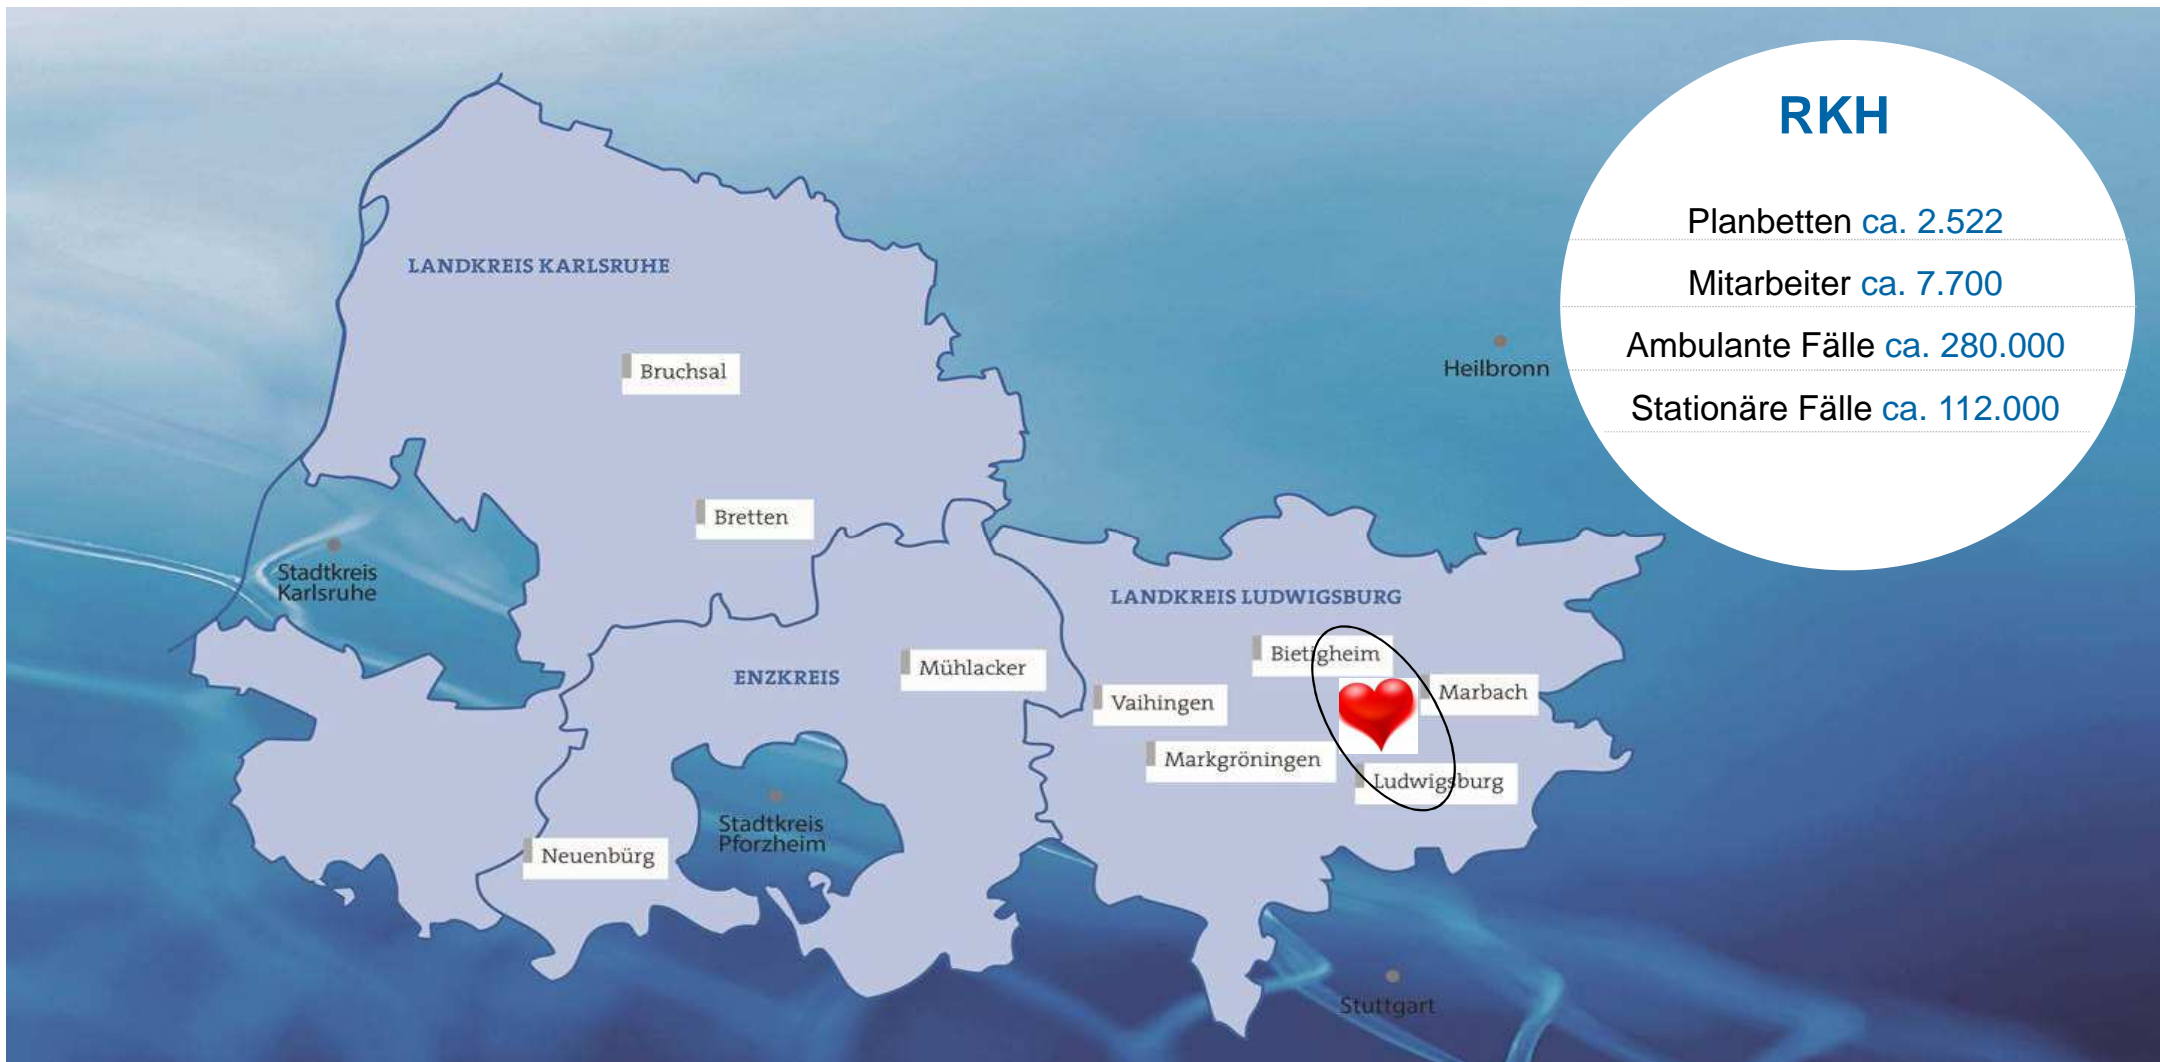 RKH
Planbetten ca. 2.522
Mitarbeiter ca. 7.700
Ambulante Fälle ca. 280.000
Stationäre Fälle ca. 112.000
LANDKREIS KARLSRUHE
Bruchsal
Heilbronn
Bretten
Stadtkreis
Karlsruhe
LANDKREIS LUDWIGSBURG
Bietigheim
Mühlacker
ENZKREIS
Marbach
Vaihingen
Markgröningen
Ludwigsburg
Stadtkreis
Pforzheim
Neuenbürg
Stuttgart